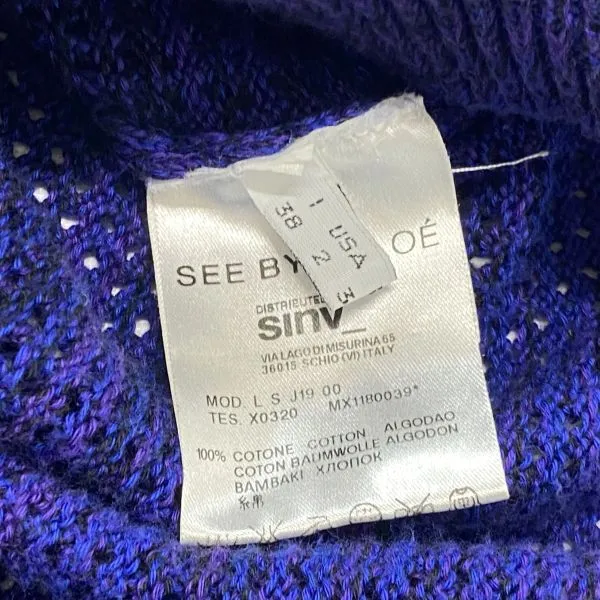 I USA
38 2 3
SEE BY OÉ
DISTRIBUTE
sinv_
VIA LAGO DI MISURINA 65
36015 SCHIO (VI) ITALY
MOD. L S J19 00
TES. X0320 MX1180039*
100% COTONE COTTON ALGODAO
COTON BAUMWOLLE ALGODON
BAMBAKI ХЛОПОК